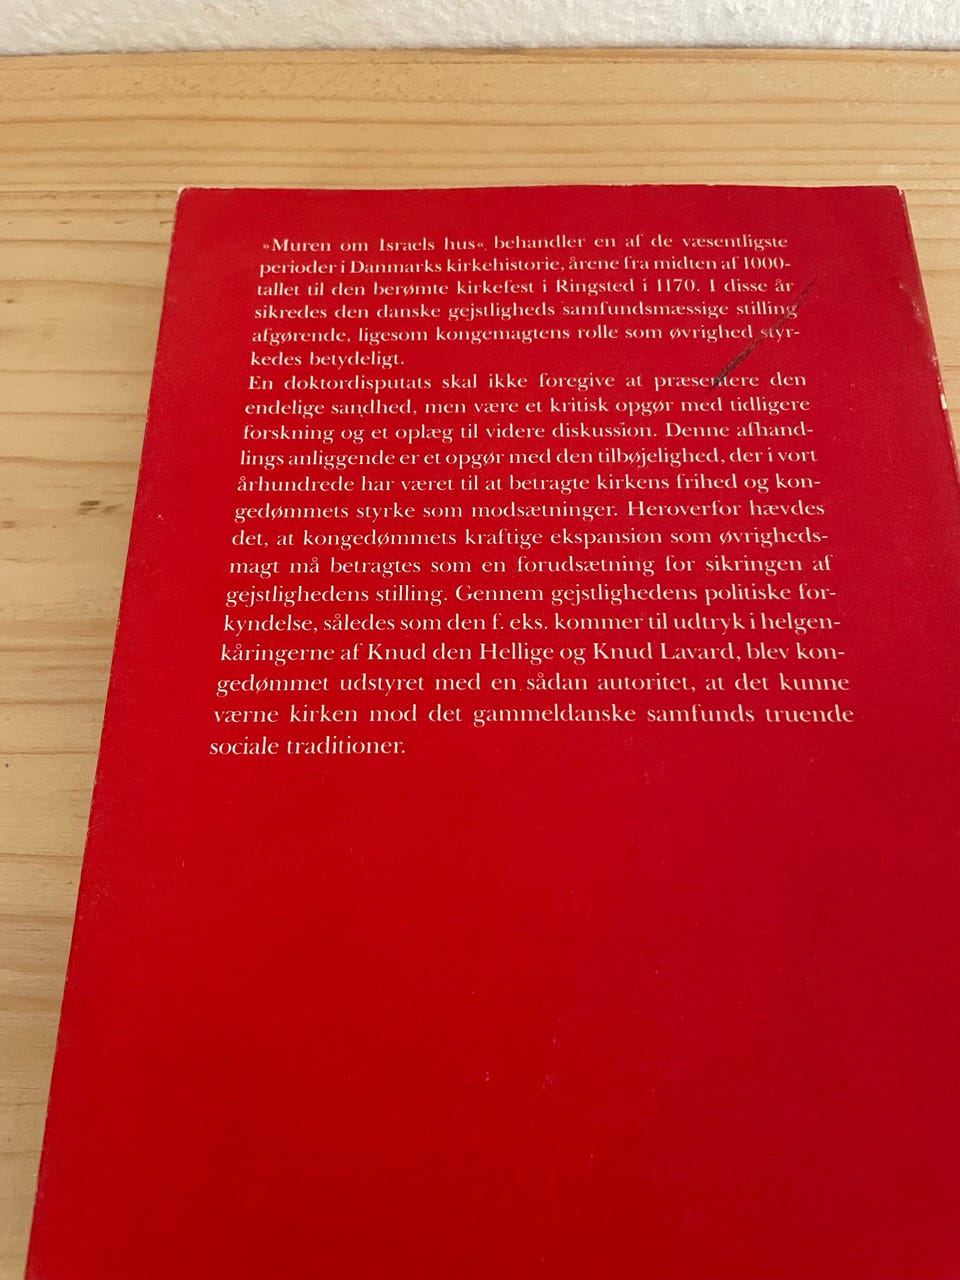 »Muren om Israels hus« behandler en af de væsentligste
perioder i Danmarks kirkehistorie, årene fra midten af 1000-
tallet til den berømte kirkefest i Ringsted i 1170. I disse år
sikredes den danske gejstligheds samfundsmæssige stilling
afgørende, ligesom kongemagtens rolle som øvrighed styr-
kedes betydeligt.
En doktordisputats skal ikke foregive at præsentere den
endelige sandhed, men være et kritisk opgør med tidligere
forskning og et oplæg til videre diskussion. Denne afhand-
lings anliggende er et opgør med den tilbøjelighed, der i vort
århundrede har været til at betragte kirkens frihed og kon-
gedømmets styrke som modsætninger. Heroverfor hævdes
det, at kongedømmets kraftige ekspansion som øvrigheds-
magt må betragtes som en forudsætning for sikringen af
gejstlighedens stilling. Gennem gejstlighedens politiske for-
kyndelse, således som den f. eks. kommer til udtryk i helgen-
kåringerne af Knud den Hellige og Knud Lavard, blev kon-
gedømmet udstyret med en sådan autoritet, at det kunne
værne kirken mod det gammeldanske samfunds truende
sociale traditioner.